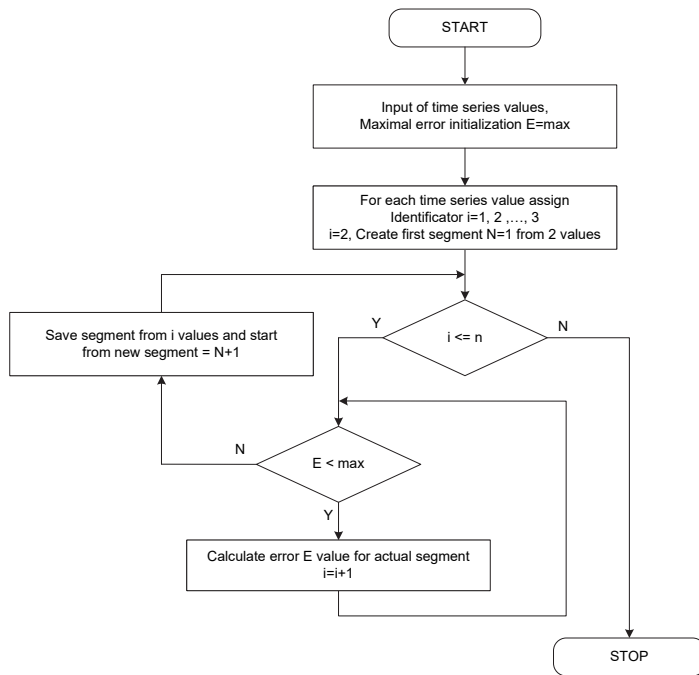 START
Input of time series values,
Maximal error initialization E=max
For each time series value assign
Identificator i=1, 2 ,…, 3
i=2, Create first segment N=1 from 2 values
Save segment from i values and start
from new segment = N+1
Y
i <= n
N
N
E < max
Y
Calculate error E value for actual segment
i=i+1
STOP